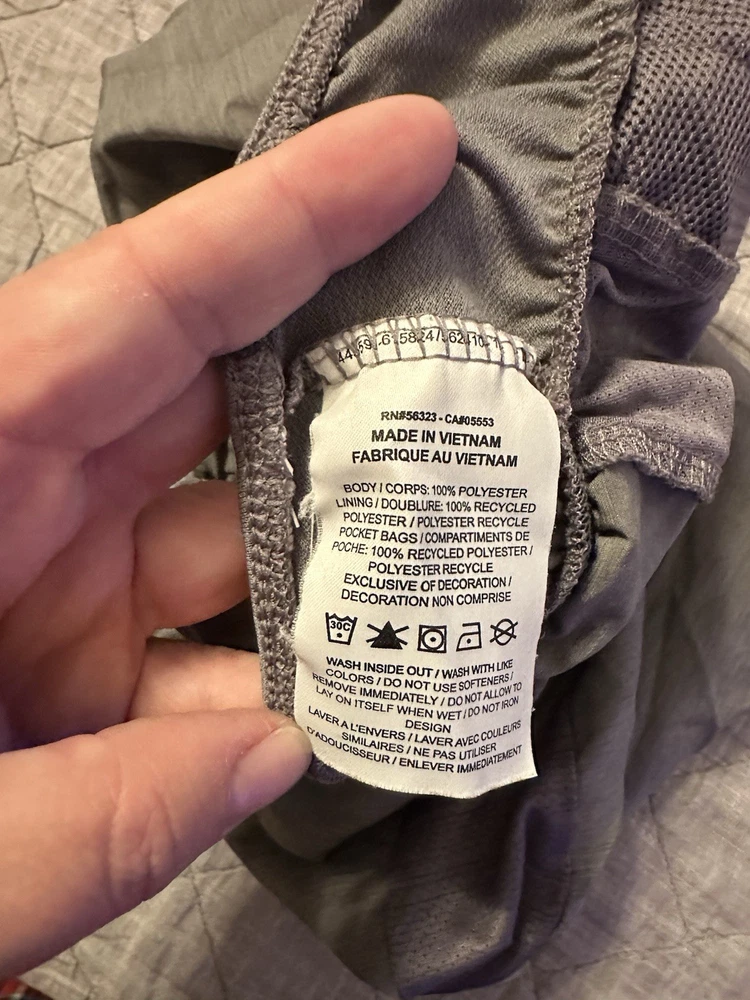 RN#56323 - CA#05553
MADE IN VIETNAM
FABRIQUE AU VIETNAM
BODY / CORPS: 100% POLYESTER
LINING / DOUBLURE: 100% RECYCLED
POLYESTER / POLYESTER RECYCLE
POCKET BAGS / COMPARTIMENTS DE
POCHE: 100% RECYCLED POLYESTER /
POLYESTER RECYCLE
EXCLUSIVE OF DECORATION /
DECORATION NON COMPRISE
30C
WASH INSIDE OUT / WASH WITH LIKE
COLORS / DO NOT USE SOFTENERS /
REMOVE IMMEDIATELY / DO NOT ALLOW TO
LAY ON ITSELF WHEN WET / DO NOT IRON
DESIGN
LAVER A L'ENVERS / LAVER AVEC COULEURS
SIMILAIRES / NE PAS UTILISER
D'ADOUCISSEUR / ENLEVER IMMEDIATEMENT